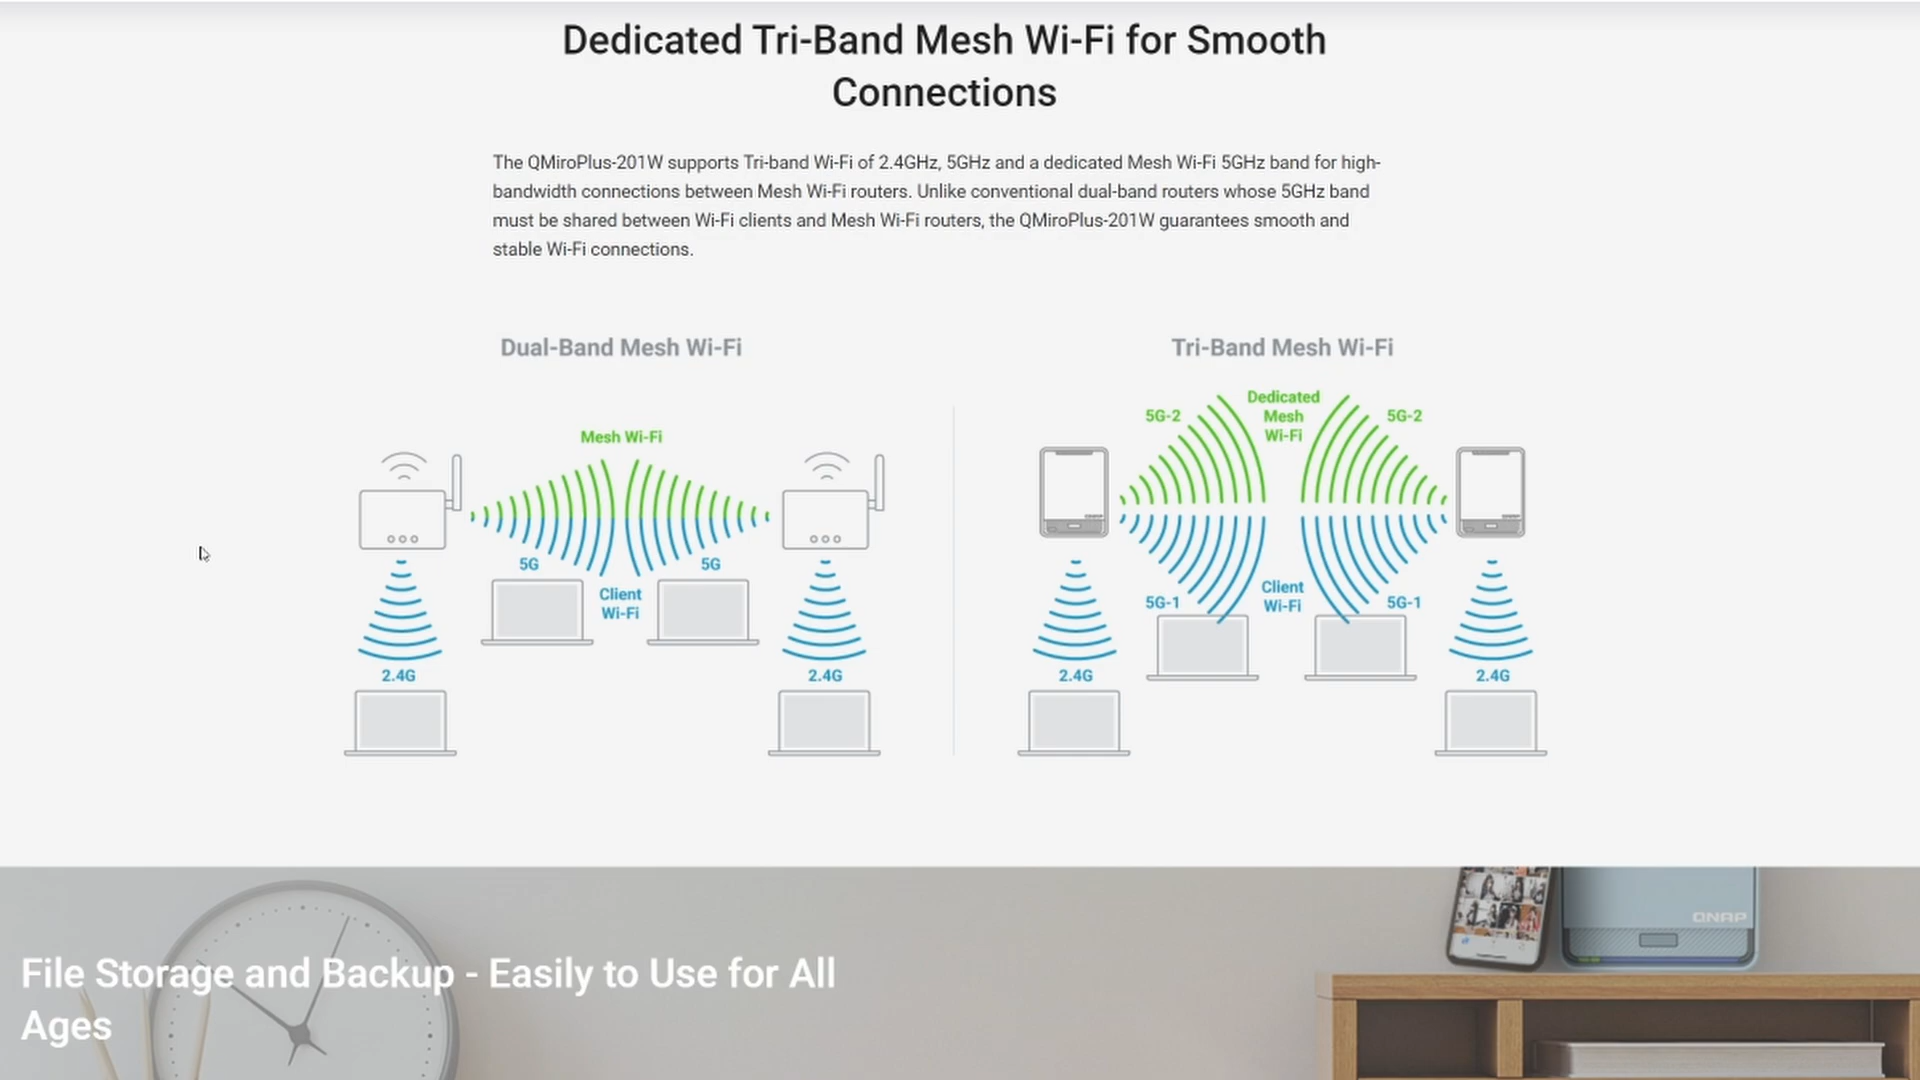 Dedicated Tri-Band Mesh Wi-Fi for Smooth
Connections
The QMiroPlus-201W supports Tri-band Wi-Fi of 2.4GHz, 5GHz and a dedicated Mesh Wi-Fi 5GHz band for high-
bandwidth connections between Mesh Wi-Fi routers. Unlike conventional dual-band routers whose 5GHz band
must be shared between Wi-Fi clients and Mesh Wi-Fi routers, the QMiroPlus-201W guarantees smooth and
stable Wi-Fi connections.
Dual-Band Mesh Wi-Fi
Mesh Wi-Fi
5G
5G
Client
Wi-Fi
2.4G
2.4G
Tri-Band Mesh Wi-Fi
Dedicated
Mesh
Wi-Fi
5G-2
5G-2
QNAP
QNAP
5G-1
Client
Wi-Fi
5G-1
2.4G
2.4G
QNAP
File Storage and Backup - Easily to Use for All
Ages